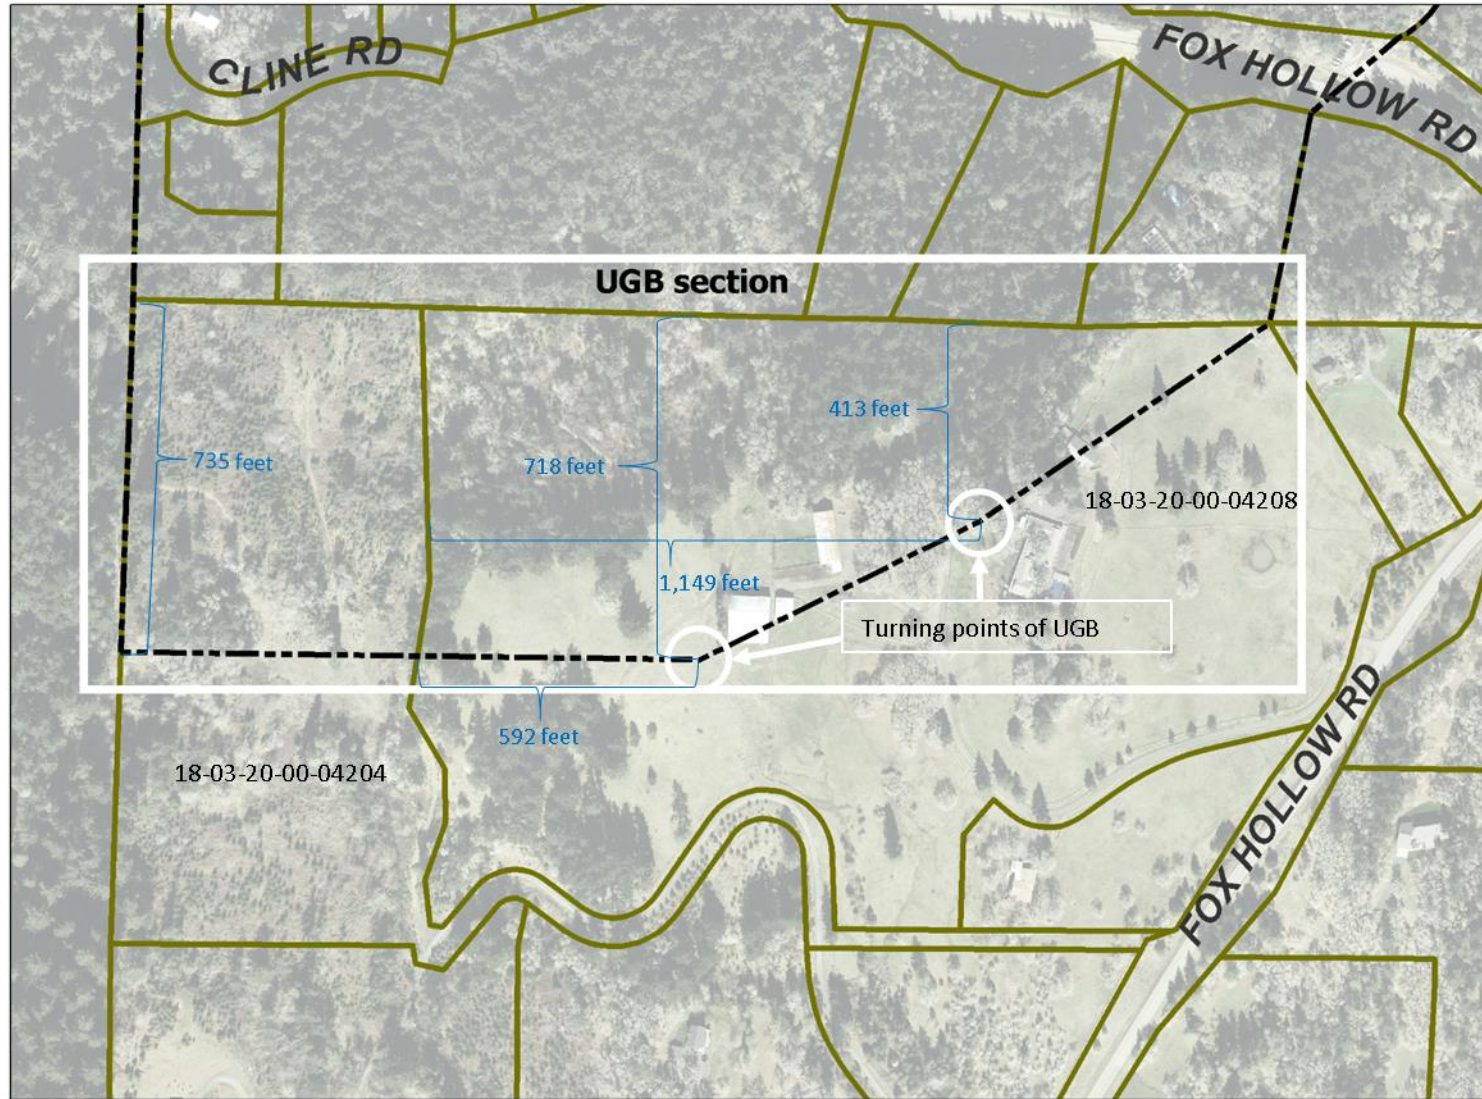 CLINE RD
FOX HOLLOW RD
UGB section
413 feet
735 feet
718 feet
18-03-20-00-04208
1,149 feet
Turning points of UGB
592 feet
18-03-20-00-04204
FOX HOLLOW RD